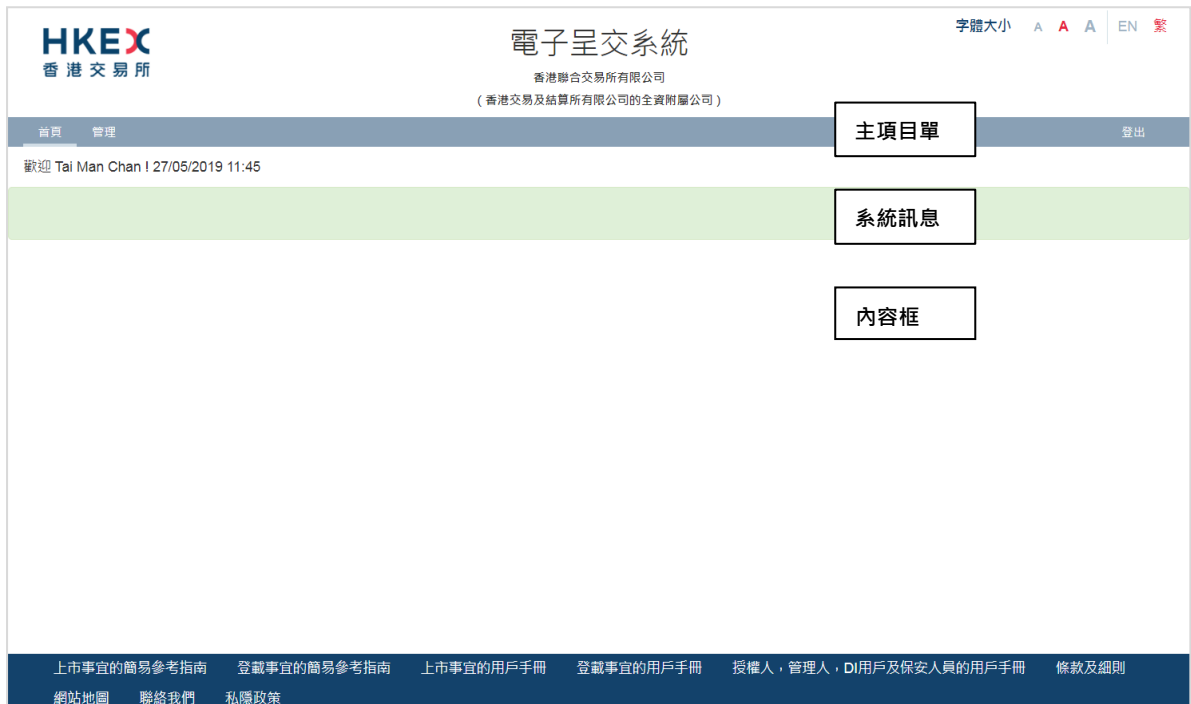 HKEX
香港交易所
電子呈交系統
香港聯合交易所有限公司
(香港交易及結算所有限公司的全資附屬公司)
字體大小 A A A EN 繁
首頁 管理 登出
主項目單
歡迎 Tai Man Chan ! 27/05/2019 11:45
系統訊息
內容框
上市事宜的簡易參考指南 登載事宜的簡易參考指南 上市事宜的用戶手冊 登載事宜的用戶手冊 授權人，管理人，DI用戶及保安人員的用戶手冊 條款及細則
網站地圖 聯絡我們 私隱政策